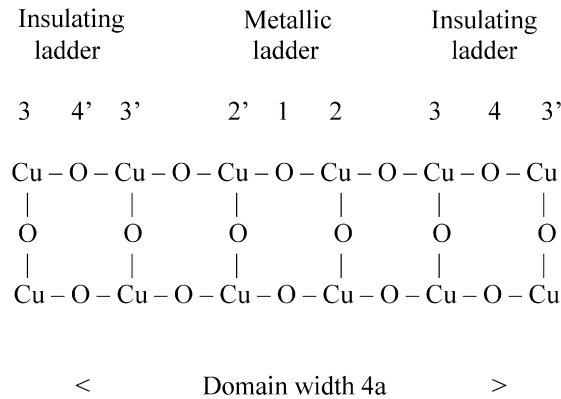 Insulating ladder Metallic ladder Insulating ladder
3 4’ 3’ 2’ 1 2 3 4 3’
Cu – O – Cu – O – Cu – O – Cu – O – Cu – O – Cu
| | | | | |
O O O O O O
| | | | | |
Cu – O – Cu – O – Cu – O – Cu – O – Cu – O – Cu
< Domain width 4a >